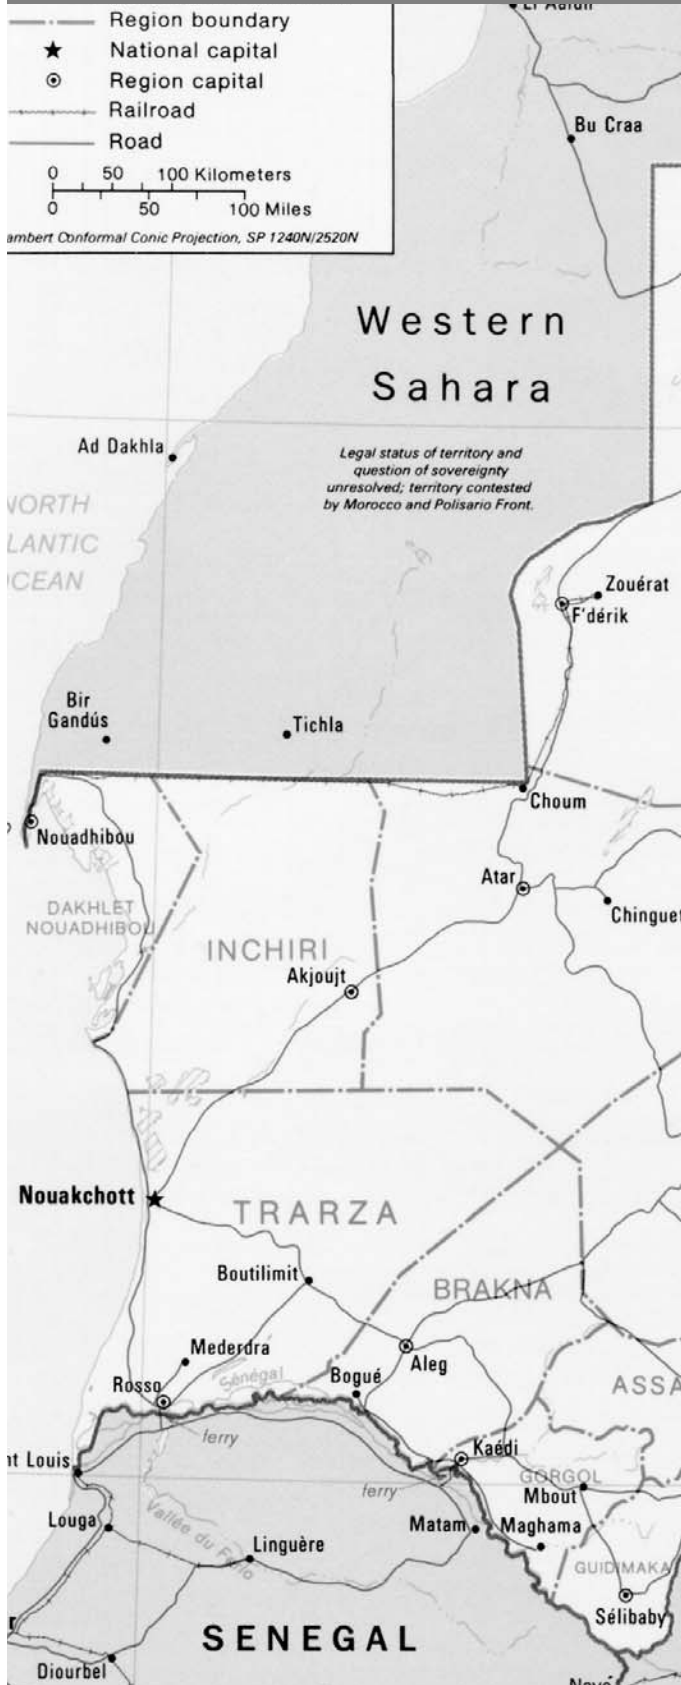 Region boundary
National capital
Region capital
Railroad
Road
0 50 100 Kilometers
0 50 100 Miles
ambert Conformal Conic Projection, SP 1240N/2520N
Bu Craa
Western
Sahara
Legal status of territory and
question of sovereignty
unresolved; territory contested
by Morocco and Polisario Front.
Ad Dakhla
NORTH
LANTIC
OCEAN
Zouérat
F'dérik
Bir
Gandús
Tichla
Choum
Nouadhibou
Atar
DAKHLET
NOUADHIBOU
Chinguet
INCHIRI
Akjoujt
Nouakchott
TRARZA
Boutilimit
BRAKNA
Mederdra
Aleg
Sénégal
Bogué
Rosso
ASSA
ferry
Kaédi
nt Louis
GORGOL
ferry
Mbout
Louga
Vallée du Ferlo
Matam
Maghama
Linguère
GUIDIMAKA
Sélibaby
SENEGAL
Diourbel